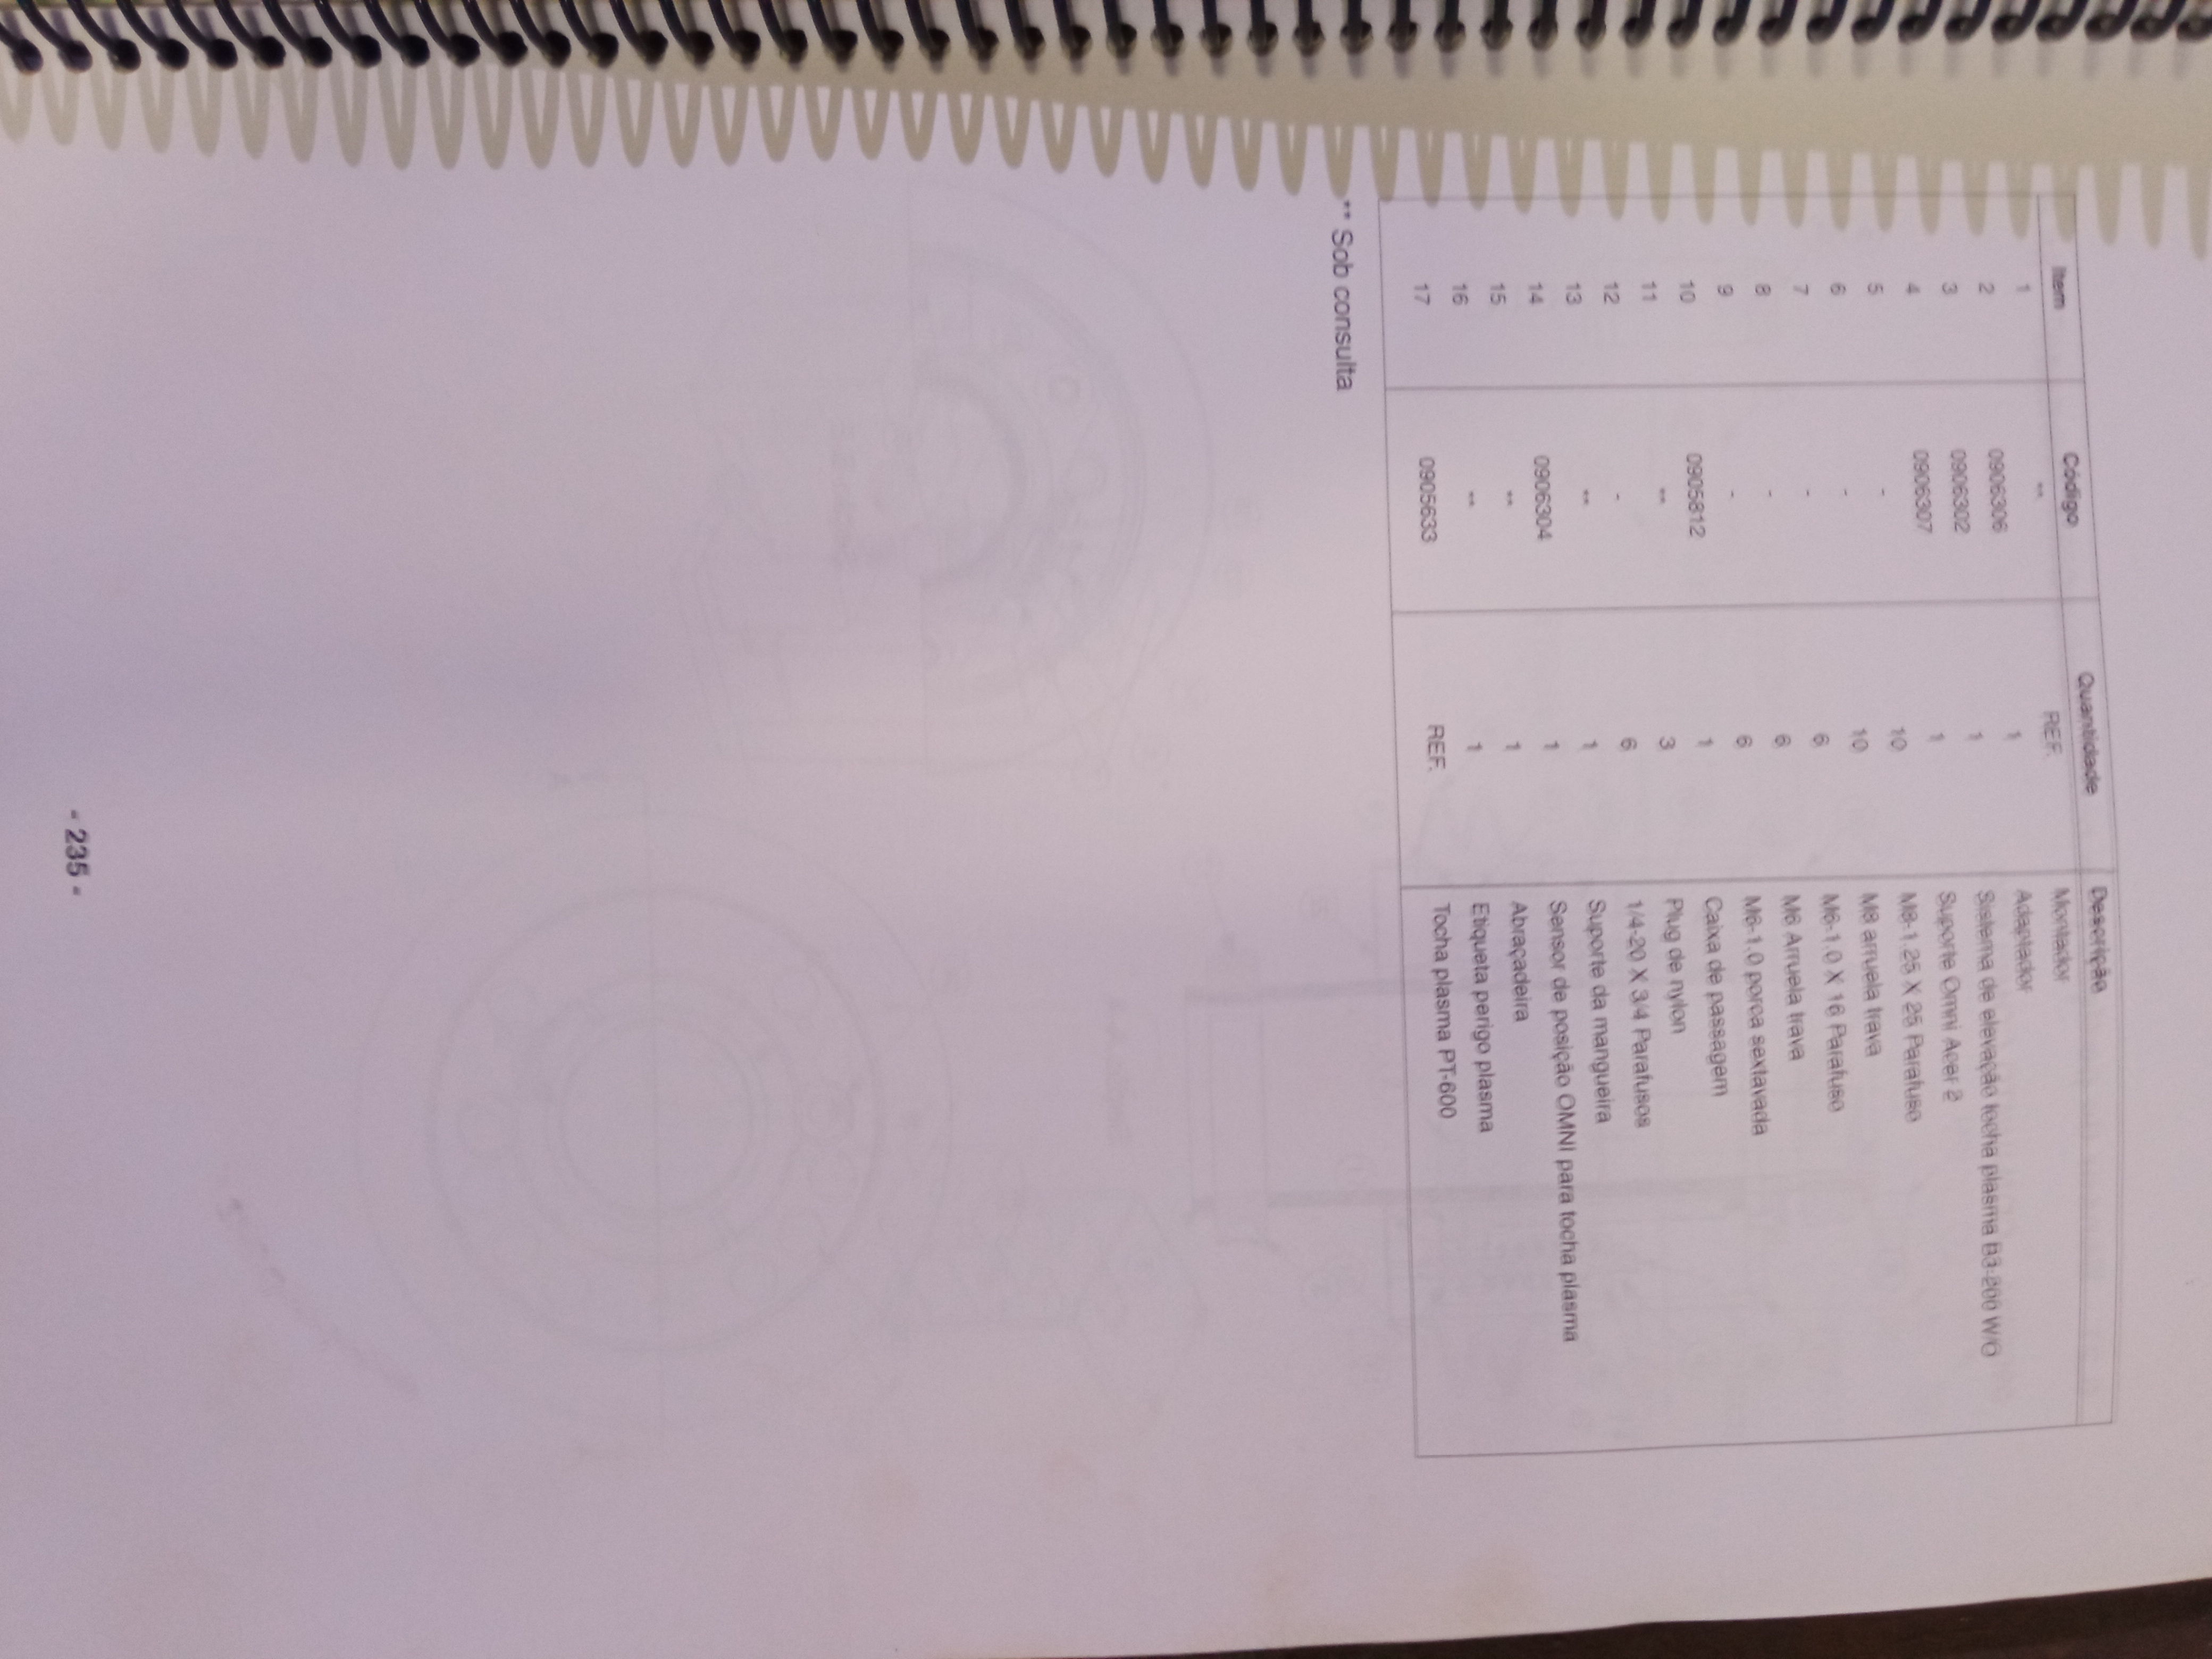 Item Código Quantidade Descrição
1 ** REF. Montador
2 0906306 1 Adaptador
3 0906302 1 Sistema de elevação tocha plasma B3-200 W/O
4 0906307 1 Suporte Omni Acer 2
5 - 10 M8-1.25 X 25 Parafuso
6 - 10 M8 arruela trava
7 - 6 M6-1.0 X 16 Parafuso
8 - 6 M6 Arruela trava
9 - 6 M6-1.0 porca sextavada
10 0905812 1 Caixa de passagem
11 ** 3 Plug de nylon
12 - 6 1/4-20 X 3/4 Parafusos
13 ** 1 Suporte da mangueira
14 0906304 1 Sensor de posição OMNI para tocha plasma
15 ** 1 Abraçadeira
16 ** 1 Etiqueta perigo plasma
17 0905633 REF. Tocha plasma PT-600
** Sob consulta
- 235 -